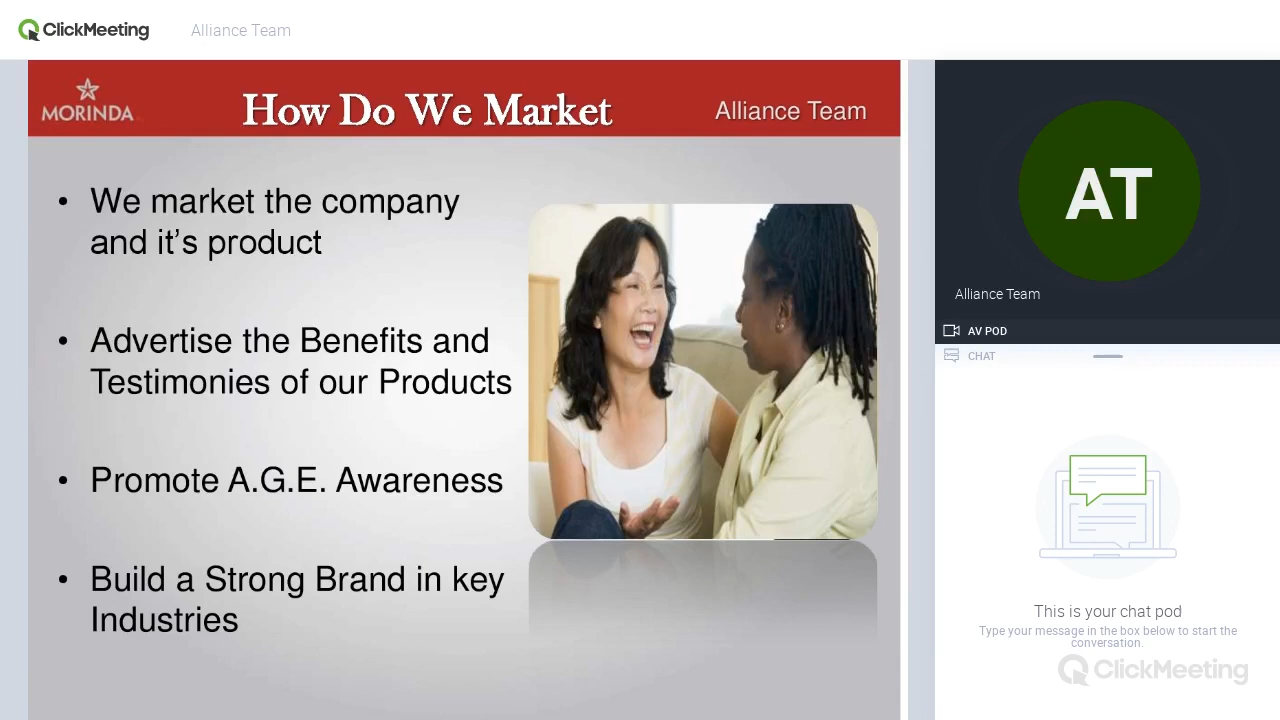 ClickMeeting
Alliance Team
MORINDA
How Do We Market
Alliance Team
• We market the company
and it’s product
• Advertise the Benefits and
Testimonies of our Products
• Promote A.G.E. Awareness
• Build a Strong Brand in key
Industries
AT
Alliance Team
AV POD
CHAT
This is your chat pod
Type your message in the box below to start the
conversation.
ClickMeeting